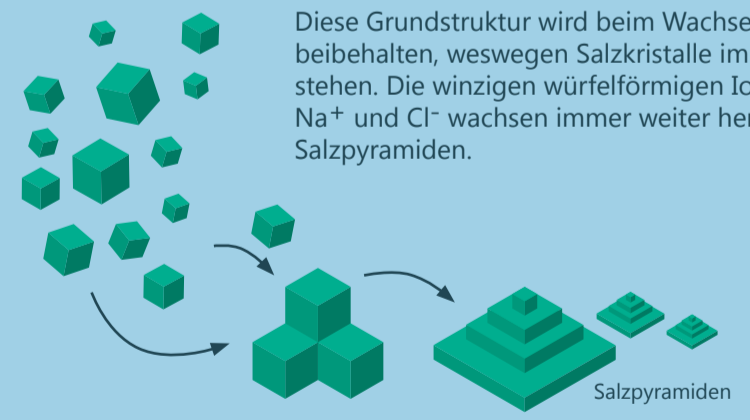 Diese Grundstruktur wird beim Wachse
beibehalten, weswegen Salzkristalle im
stehen. Die winzigen würfelförmigen Io
Na⁺ und Cl⁻ wachsen immer weiter her
Salzpyramiden.
Salzpyramiden